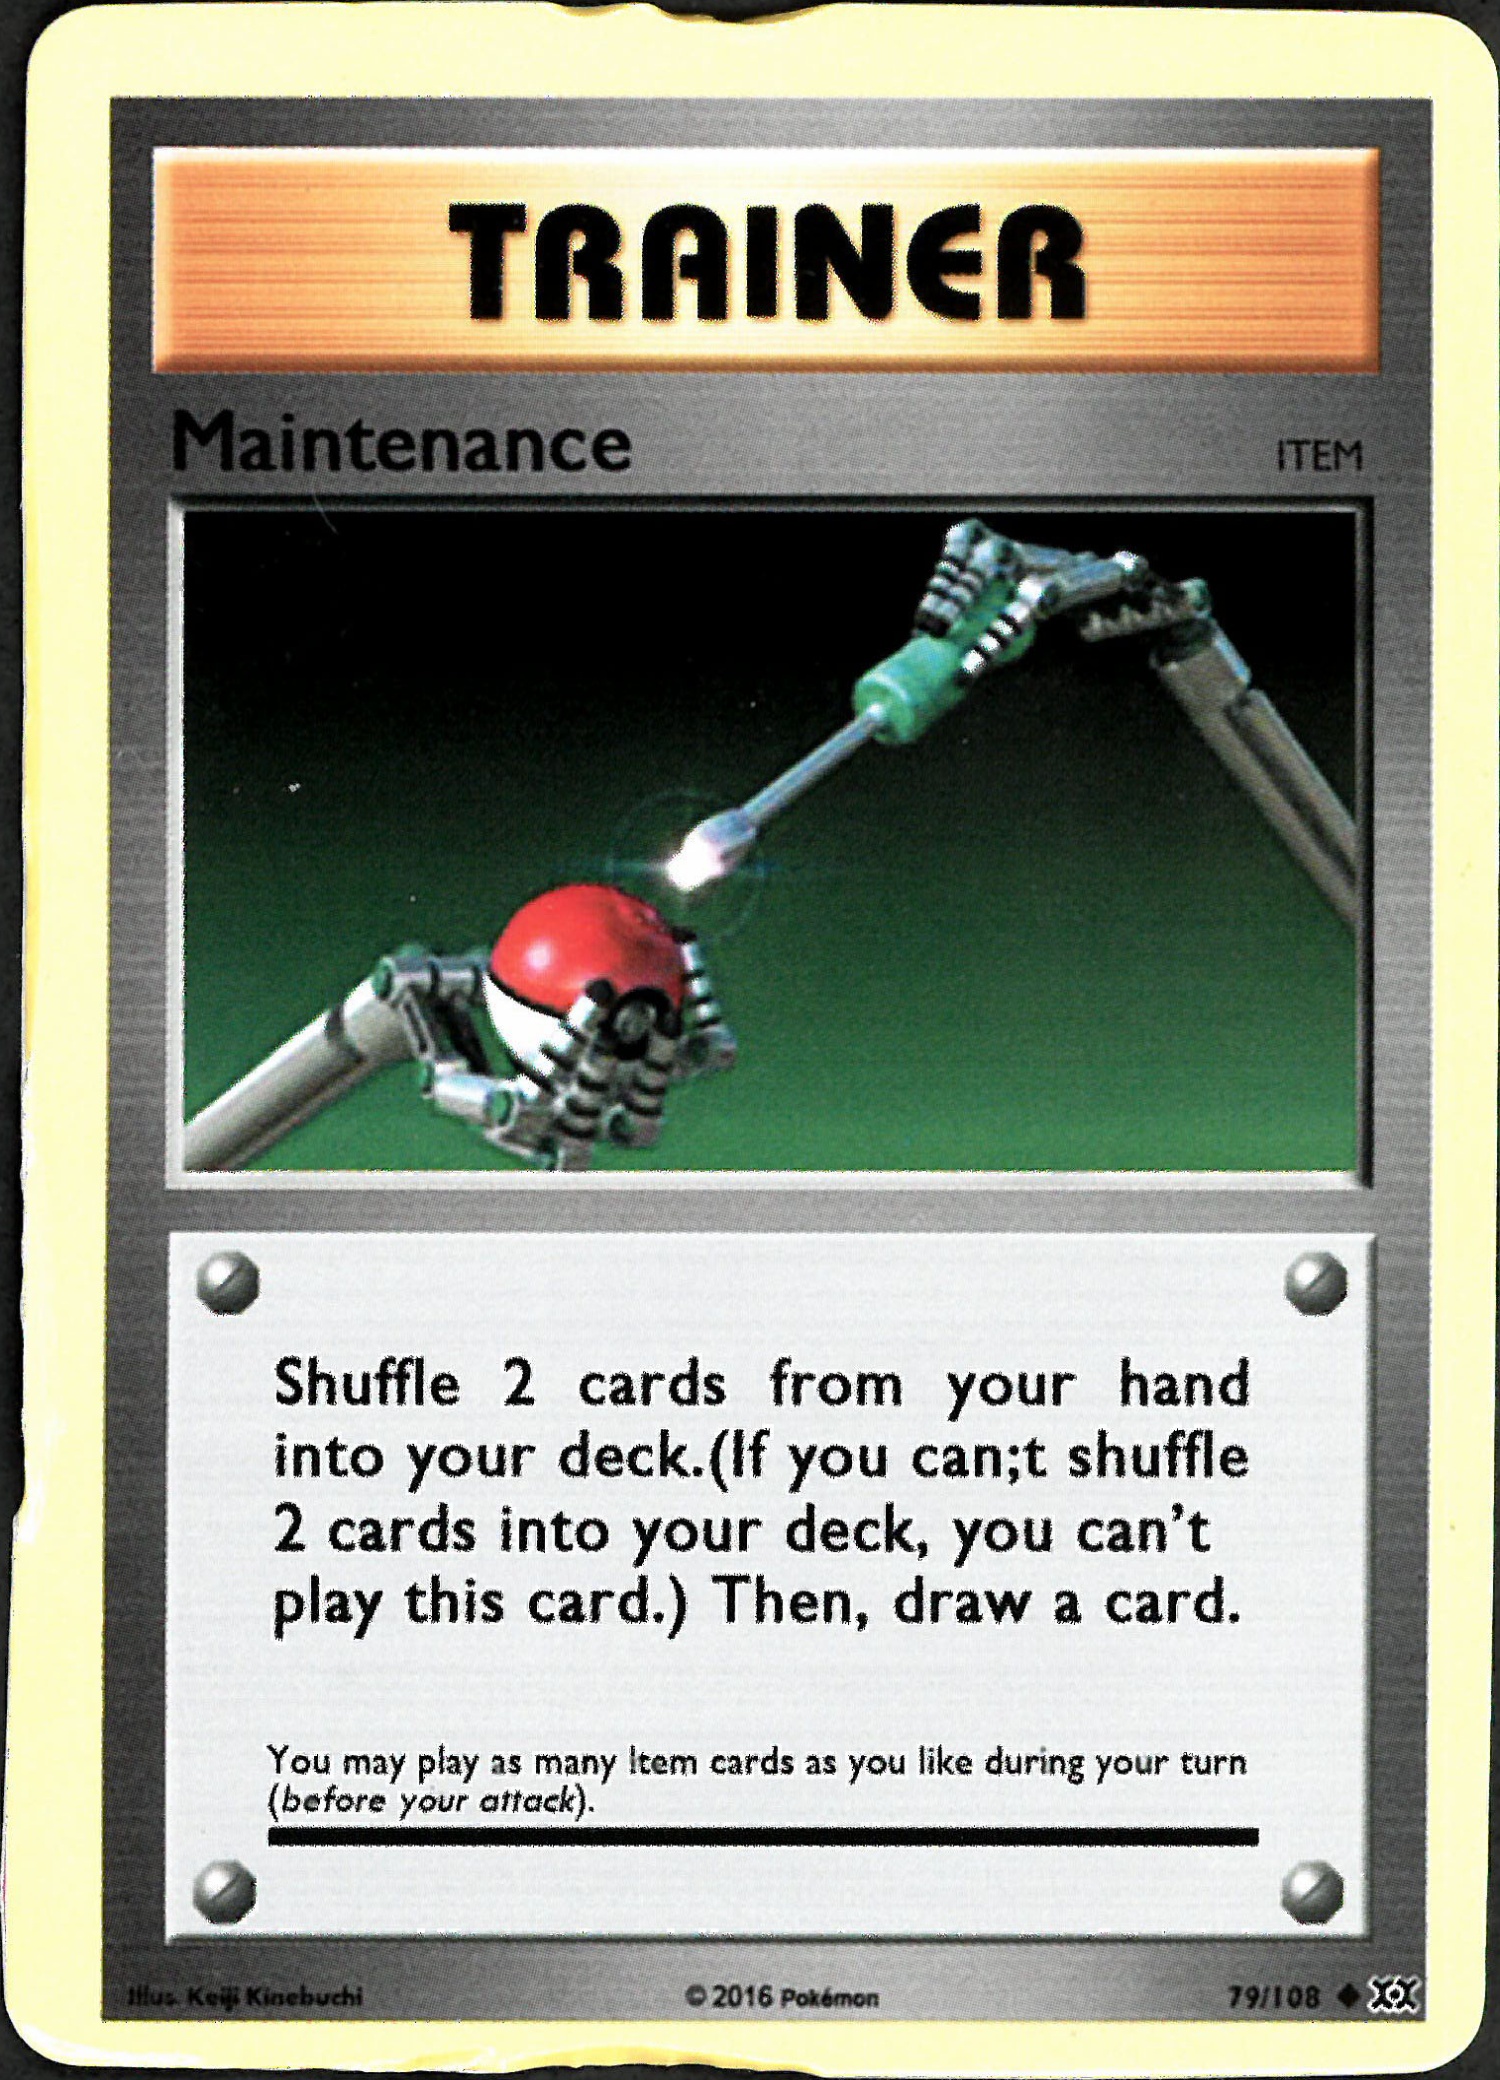 TRAINER
Maintenance
ITEM
Shuffle 2 cards from your hand
into your deck.(If you can;t shuffle
2 cards into your deck, you can't
play this card.) Then, draw a card.
You may play as many Item cards as you like during your turn
(before your attack).
Illus. Keiji Kinebuchi
© 2016 Pokémon
79/108